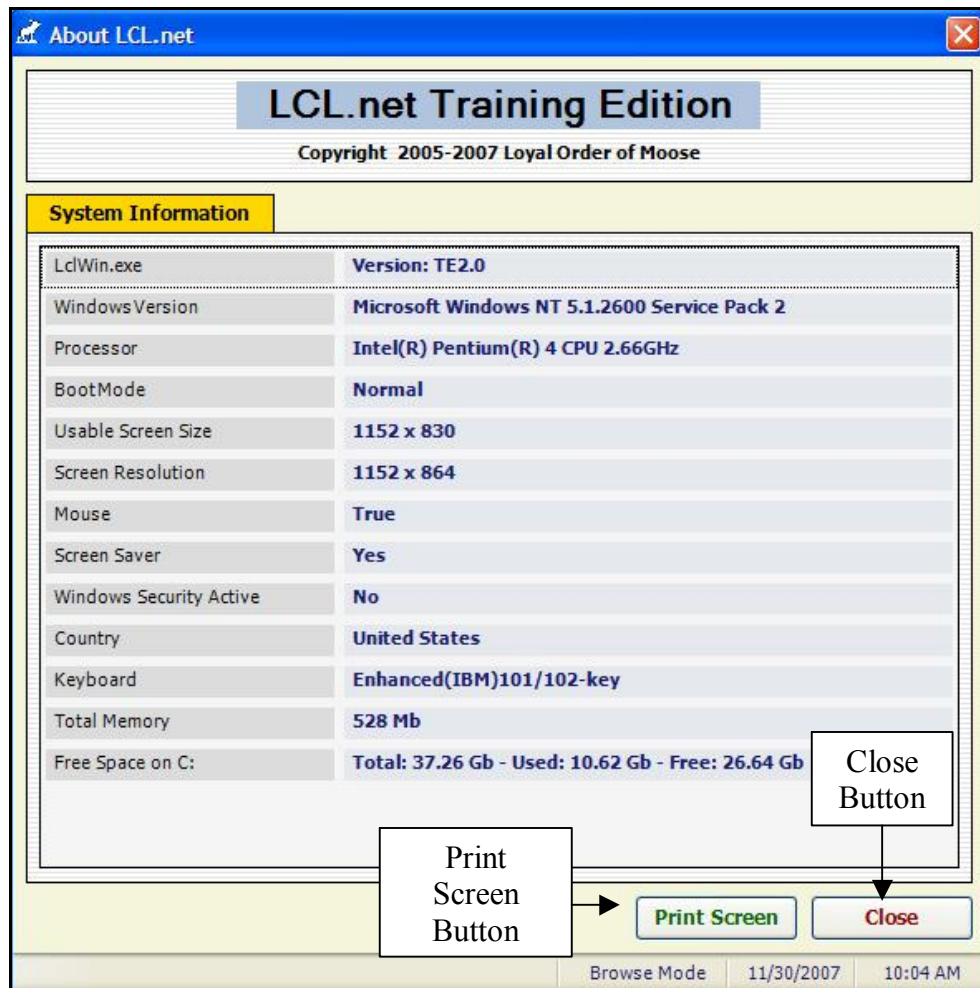 About LCL.net
LCL.net Training Edition
Copyright 2005-2007 Loyal Order of Moose
System Information
LclWin.exe Version: TE2.0
WindowsVersion Microsoft Windows NT 5.1.2600 Service Pack 2
Processor Intel(R) Pentium(R) 4 CPU 2.66GHz
BootMode Normal
Usable Screen Size 1152 x 830
Screen Resolution 1152 x 864
Mouse True
Screen Saver Yes
Windows Security Active No
Country United States
Keyboard Enhanced(IBM)101/102-key
Total Memory 528 Mb
Free Space on C: Total: 37.26 Gb - Used: 10.62 Gb - Free: 26.64 Gb
Close
Button
Print
Screen
Button
Print Screen Close
Browse Mode 11/30/2007 10:04 AM